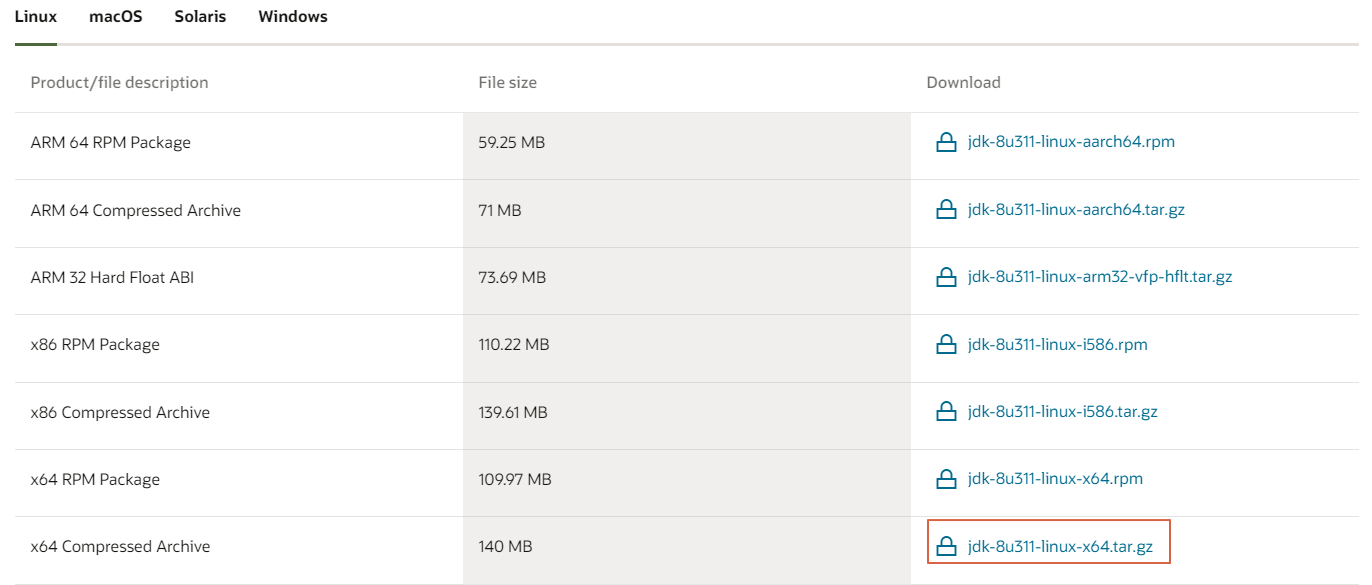 Linux macOS Solaris Windows
Product/file description File size Download
ARM 64 RPM Package 59.25 MB jdk-8u311-linux-aarch64.rpm
ARM 64 Compressed Archive 71 MB jdk-8u311-linux-aarch64.tar.gz
ARM 32 Hard Float ABI 73.69 MB jdk-8u311-linux-arm32-vfp-hflt.tar.gz
x86 RPM Package 110.22 MB jdk-8u311-linux-i586.rpm
x86 Compressed Archive 139.61 MB jdk-8u311-linux-i586.tar.gz
x64 RPM Package 109.97 MB jdk-8u311-linux-x64.rpm
x64 Compressed Archive 140 MB jdk-8u311-linux-x64.tar.gz